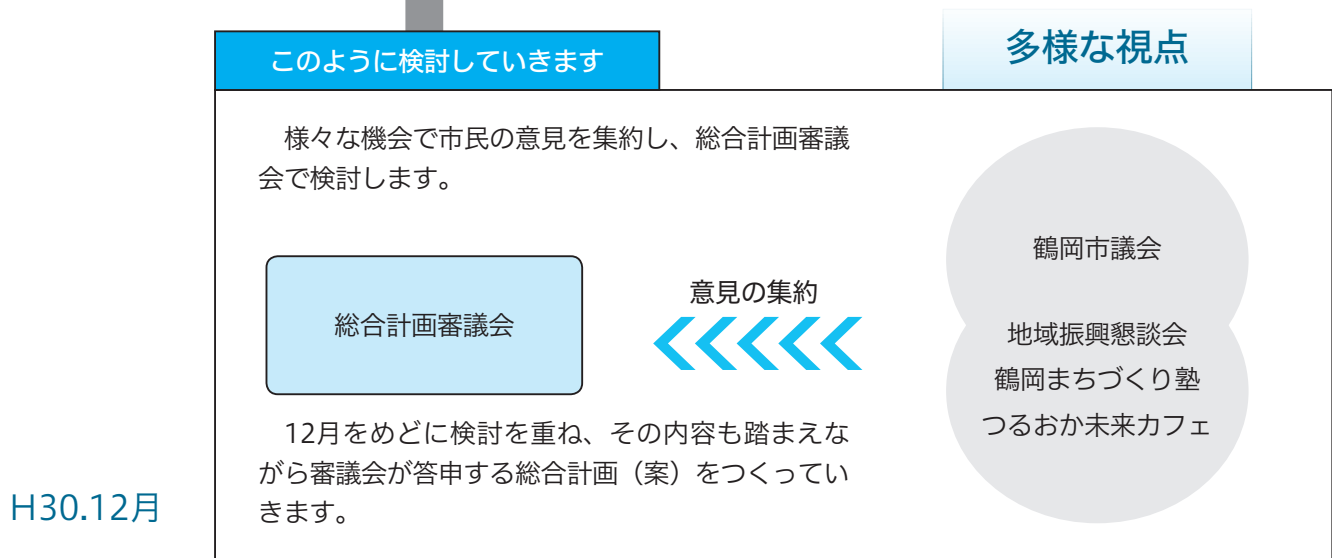 このように検討していきます
多様な視点
　様々な機会で市民の意見を集約し、総合計画審議
会で検討します。
総合計画審議会
意見の集約
鶴岡市議会
地域振興懇談会
鶴岡まちづくり塾
つるおか未来カフェ
　12月をめどに検討を重ね、その内容も踏まえな
がら審議会が答申する総合計画（案）をつくってい
きます。
H30.12月